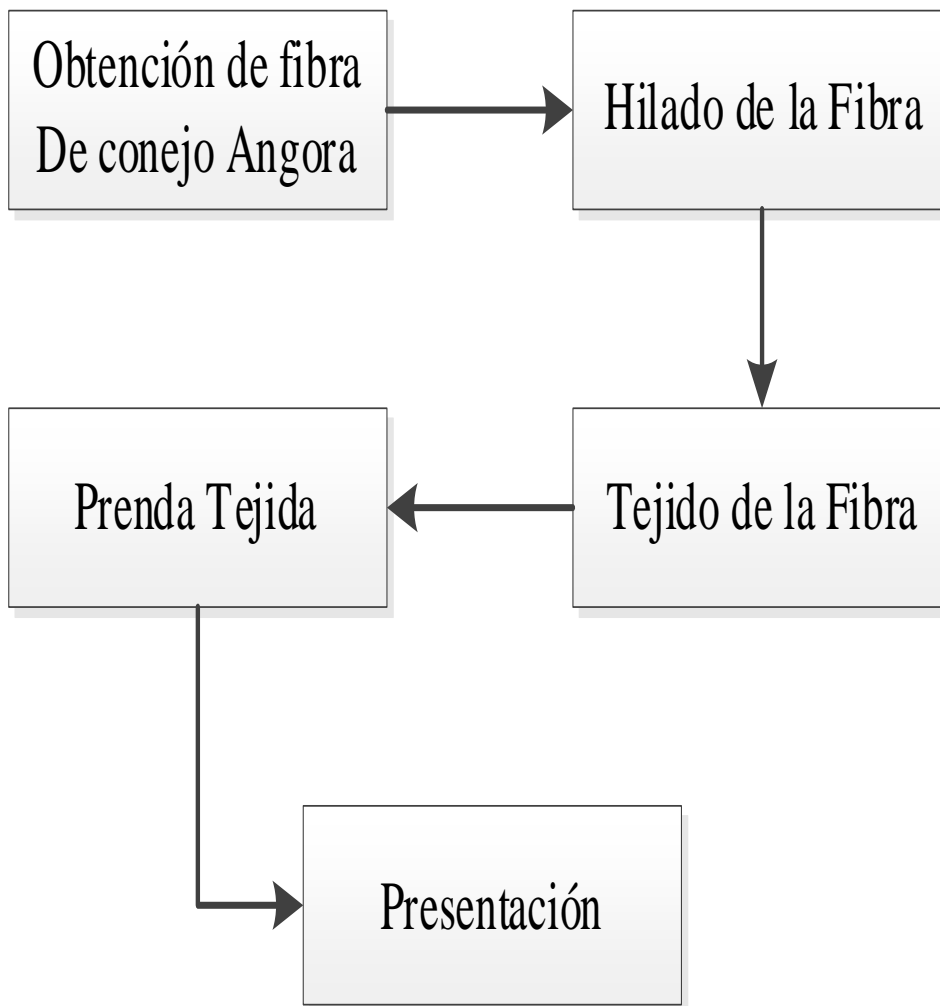 Obtención de fibra
De conejo Angora
Hilado de la Fibra
Tejido de la Fibra
Prenda Tejida
Presentación